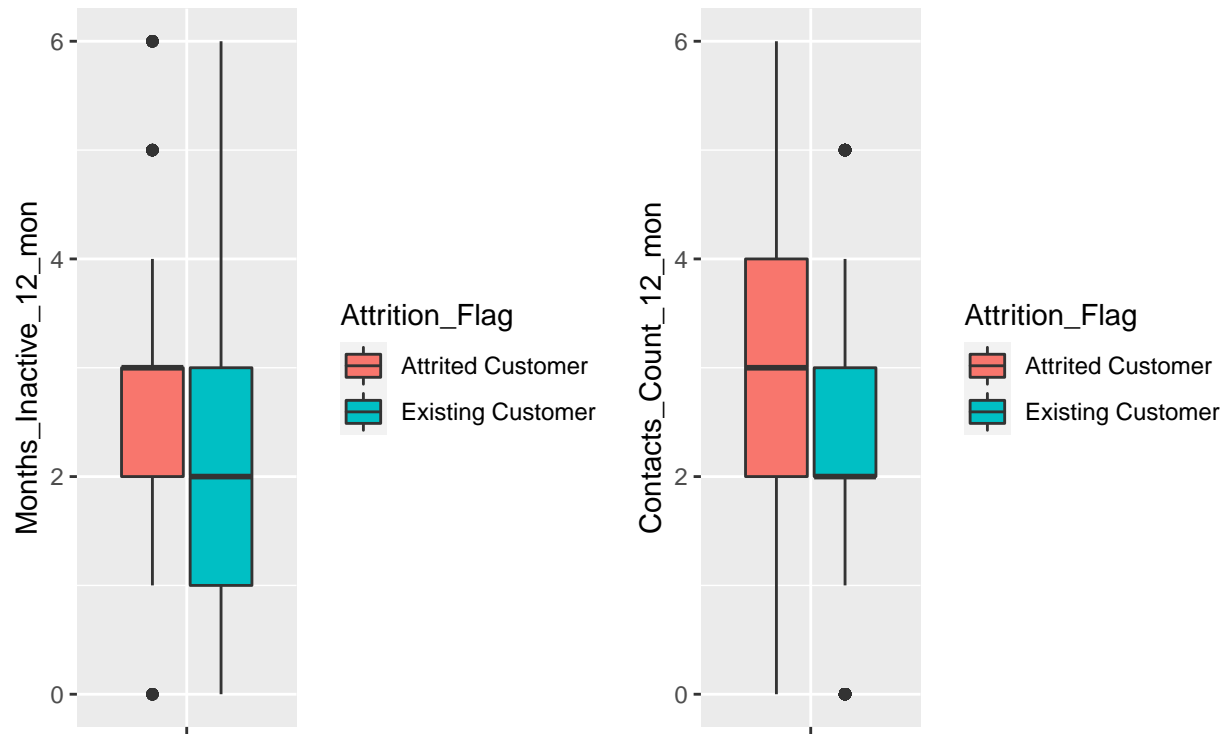 Months_Inactive_12_mon
6
4
2
0
Attrition_Flag
Attrited Customer
Existing Customer
Contacts_Count_12_mon
6
4
2
0
Attrition_Flag
Attrited Customer
Existing Customer